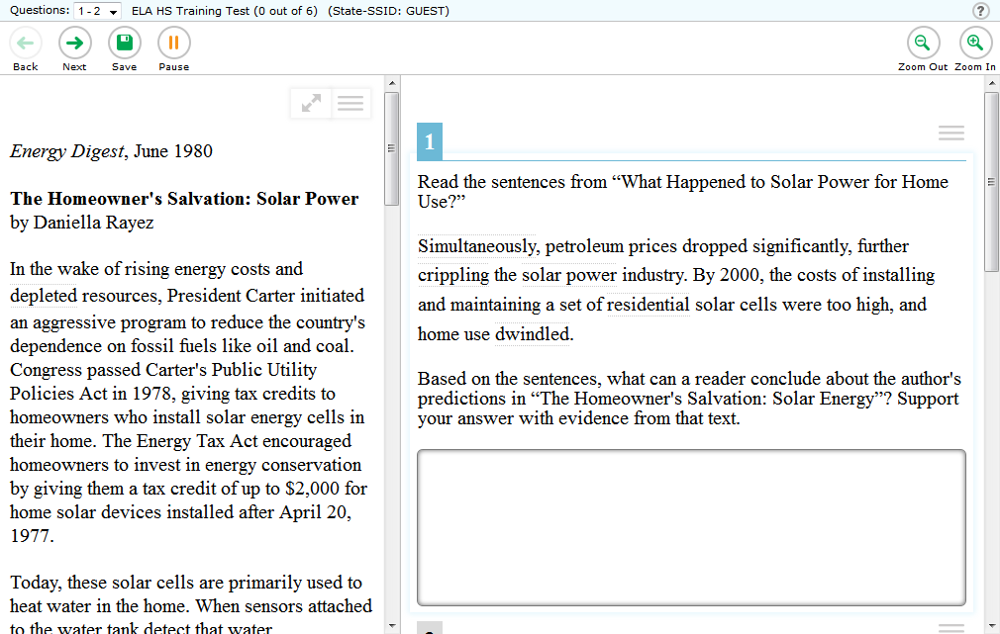 Questions: 1 - 2 ELA HS Training Test (0 out of 6) (State-SSID: GUEST) ?
Back Next Save Pause Zoom Out Zoom In
Energy Digest, June 1980
The Homeowner's Salvation: Solar Power
by Daniella Rayez
In the wake of rising energy costs and
depleted resources, President Carter initiated
an aggressive program to reduce the country's
dependence on fossil fuels like oil and coal.
Congress passed Carter's Public Utility
Policies Act in 1978, giving tax credits to
homeowners who install solar energy cells in
their home. The Energy Tax Act encouraged
homeowners to invest in energy conservation
by giving them a tax credit of up to $2,000 for
home solar devices installed after April 20,
1977.
Today, these solar cells are primarily used to
heat water in the home. When sensors attached
to the water tank detect that water
1
Read the sentences from “What Happened to Solar Power for Home
Use?”
Simultaneously, petroleum prices dropped significantly, further
crippling the solar power industry. By 2000, the costs of installing
and maintaining a set of residential solar cells were too high, and
home use dwindled.
Based on the sentences, what can a reader conclude about the author's
predictions in “The Homeowner's Salvation: Solar Energy”? Support
your answer with evidence from that text.